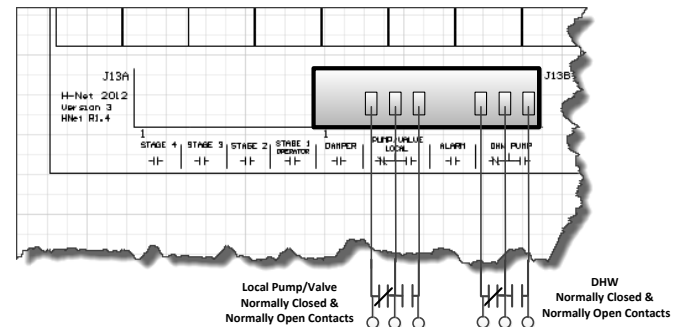 J13A
J13B
H-Net 2012
Version 3
HNet R1.4
1
1
STAGE 4
STAGE 3
STAGE 2
STAGE 1
OPERATOR
DAMPER
PUMP/VALVE
LOCAL
ALARM
DHW PUMP
Local Pump/Valve
Normally Closed &
Normally Open Contacts
DHW
Normally Closed &
Normally Open Contacts